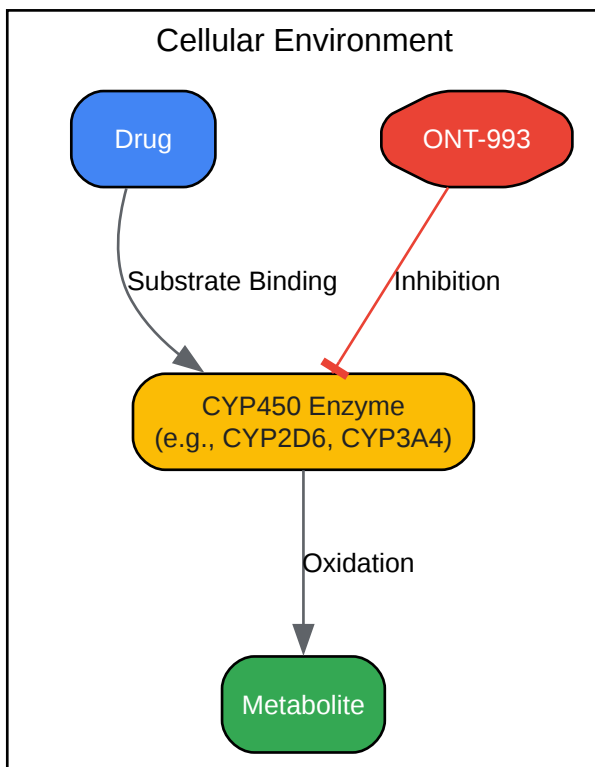 Cellular Environment
Drug
ONT-993
Substrate Binding
Inhibition
CYP450 Enzyme
(e.g., CYP2D6, CYP3A4)
Oxidation
Metabolite